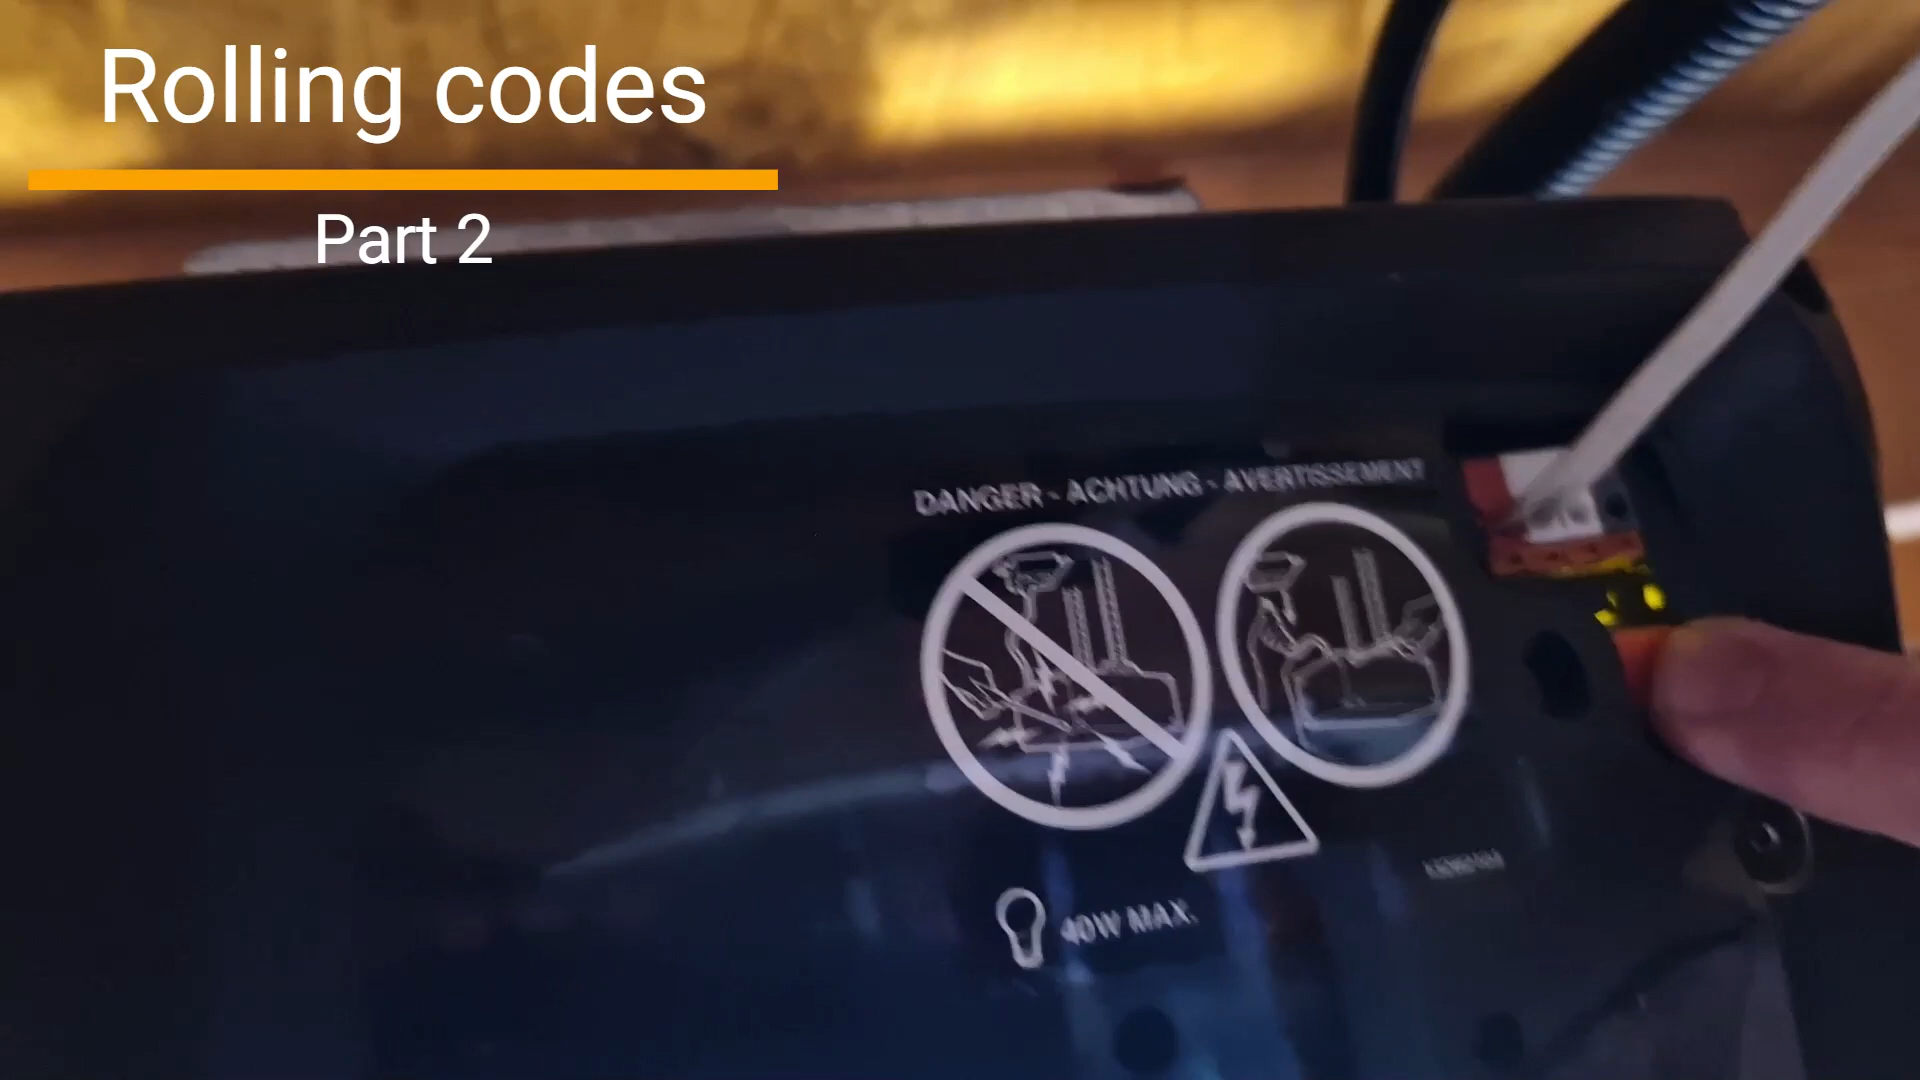 Rolling codes
Part 2
DANGER - ACHTUNG - AVERTISSEMENT
40W MAX.